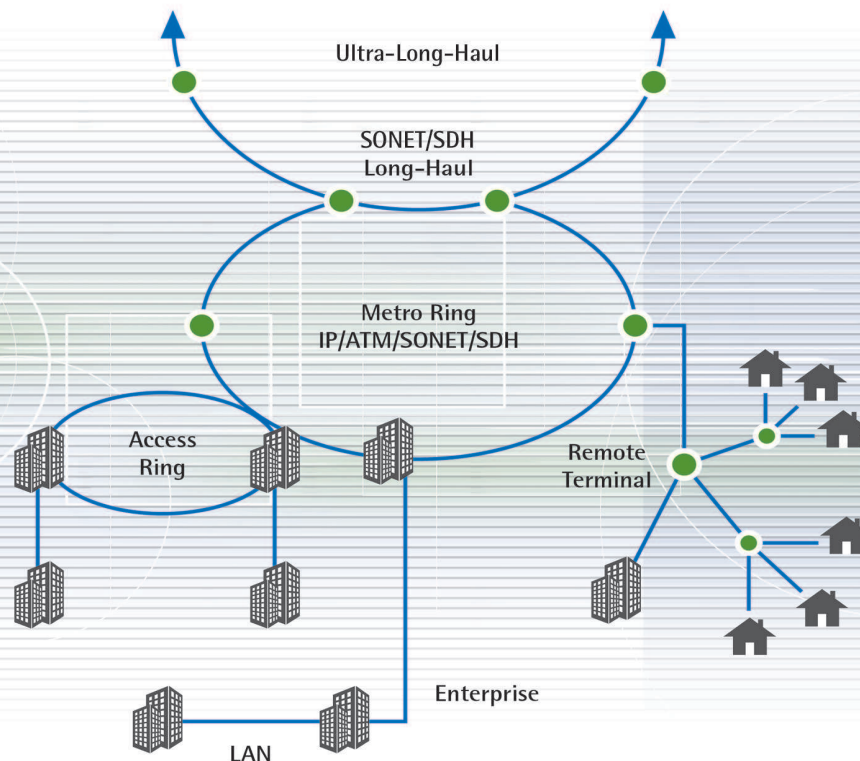 Ultra-Long-Haul
SONET/SDH
Long-Haul
Metro Ring
IP/ATM/SONET/SDH
Access
Ring
Remote
Terminal
Enterprise
LAN